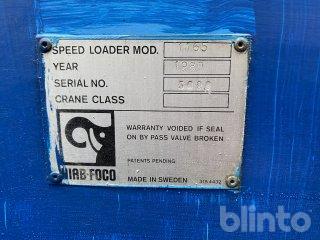 SPEED LOADER MOD. 1165
YEAR
SERIAL NO.
CRANE CLASS
WARRANTY VOIDED IF SEAL
ON BY PASS VALVE BROKEN
PATENTS PENDING
HIAB-FOCO
MADE IN SWEDEN
blinto